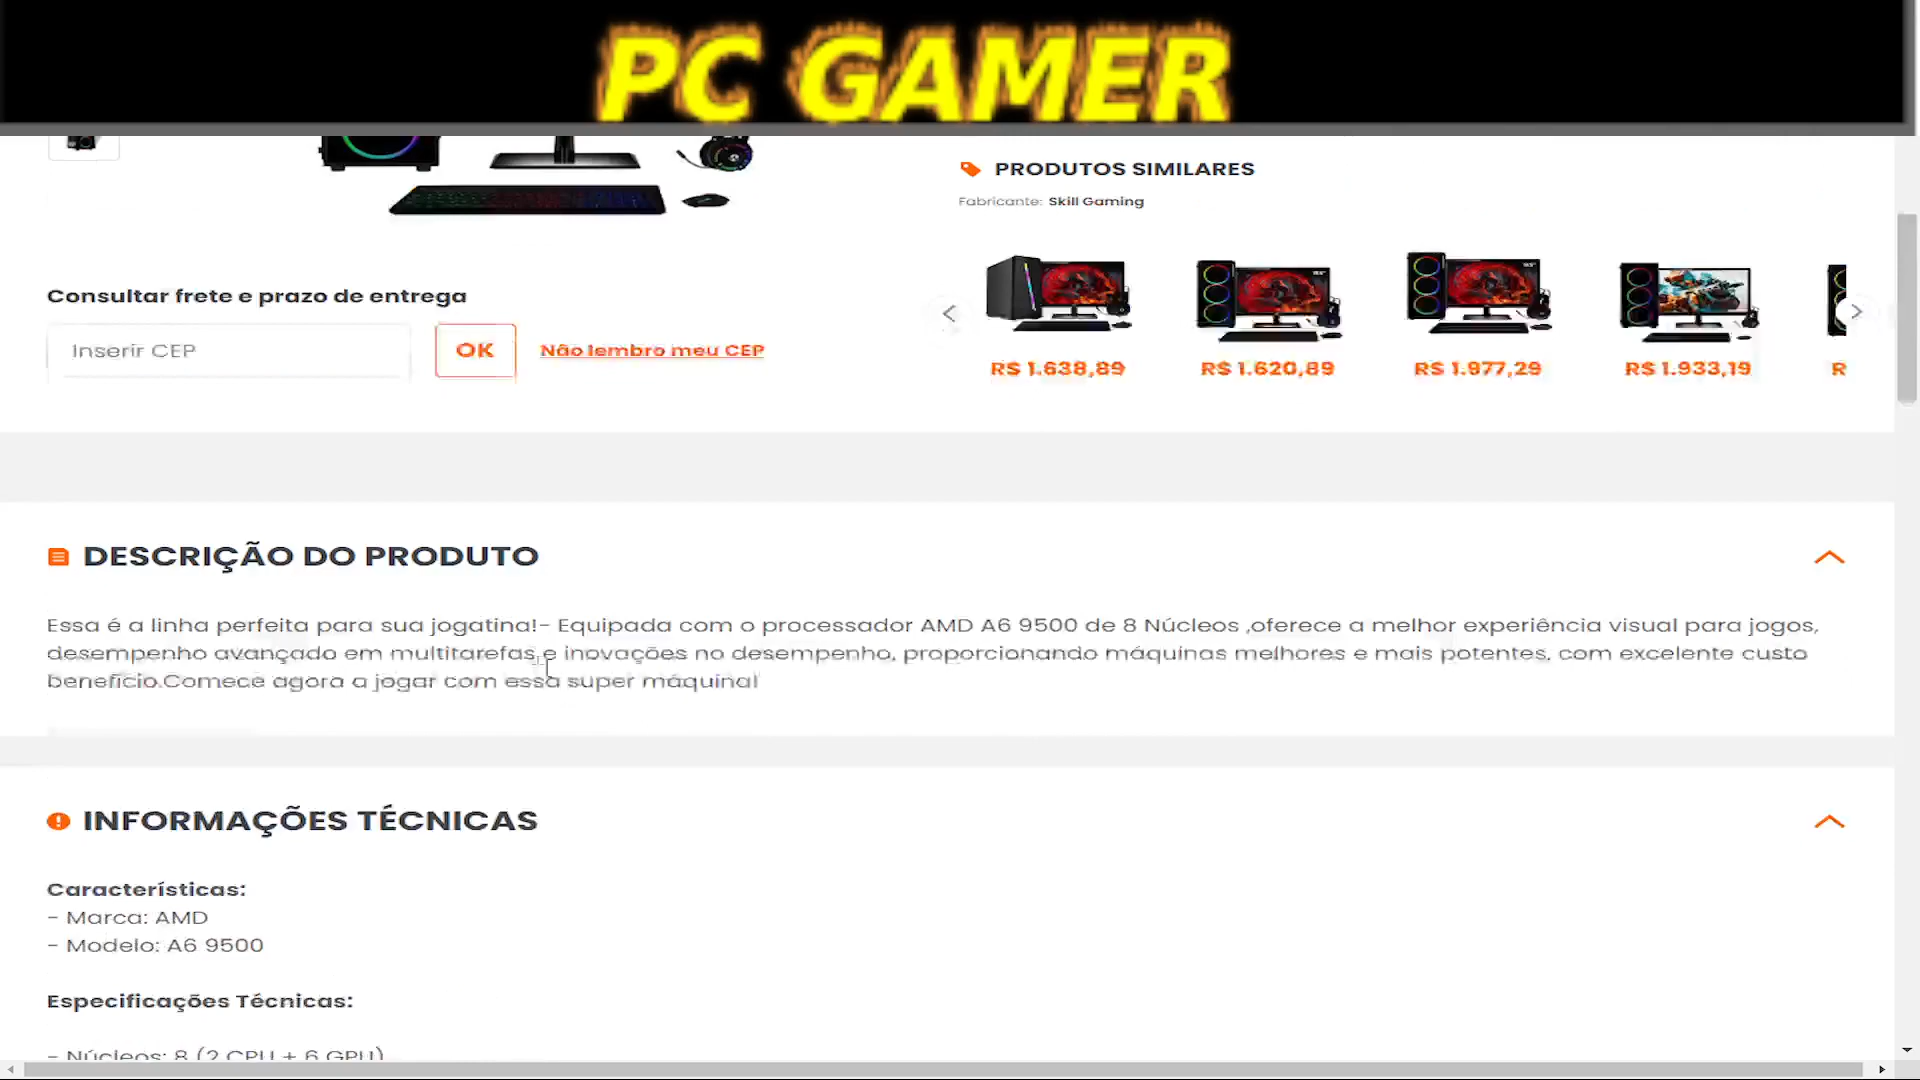 PC GAMER
PRODUTOS SIMILARES
Fabricante: Skill Gaming
R$ 1.638,89
R$ 1.620,89
R$ 1.977,29
R$ 1.933,19
R
Consultar frete e prazo de entrega
Inserir CEP
OK
Não lembro meu CEP
DESCRIÇÃO DO PRODUTO
Essa é a linha perfeita para sua jogatina!- Equipada com o processador AMD A6 9500 de 8 Núcleos ,oferece a melhor experiência visual para jogos,
desempenho avançado em multitarefas e inovações no desempenho, proporcionando máquinas melhores e mais potentes, com excelente custo
benefício.Comece agora a jogar com essa super máquina!
INFORMAÇÕES TÉCNICAS
Características:
- Marca: AMD
- Modelo: A6 9500
Especificações Técnicas:
- Núcleos: 8 (2 CPU + 6 GPU)